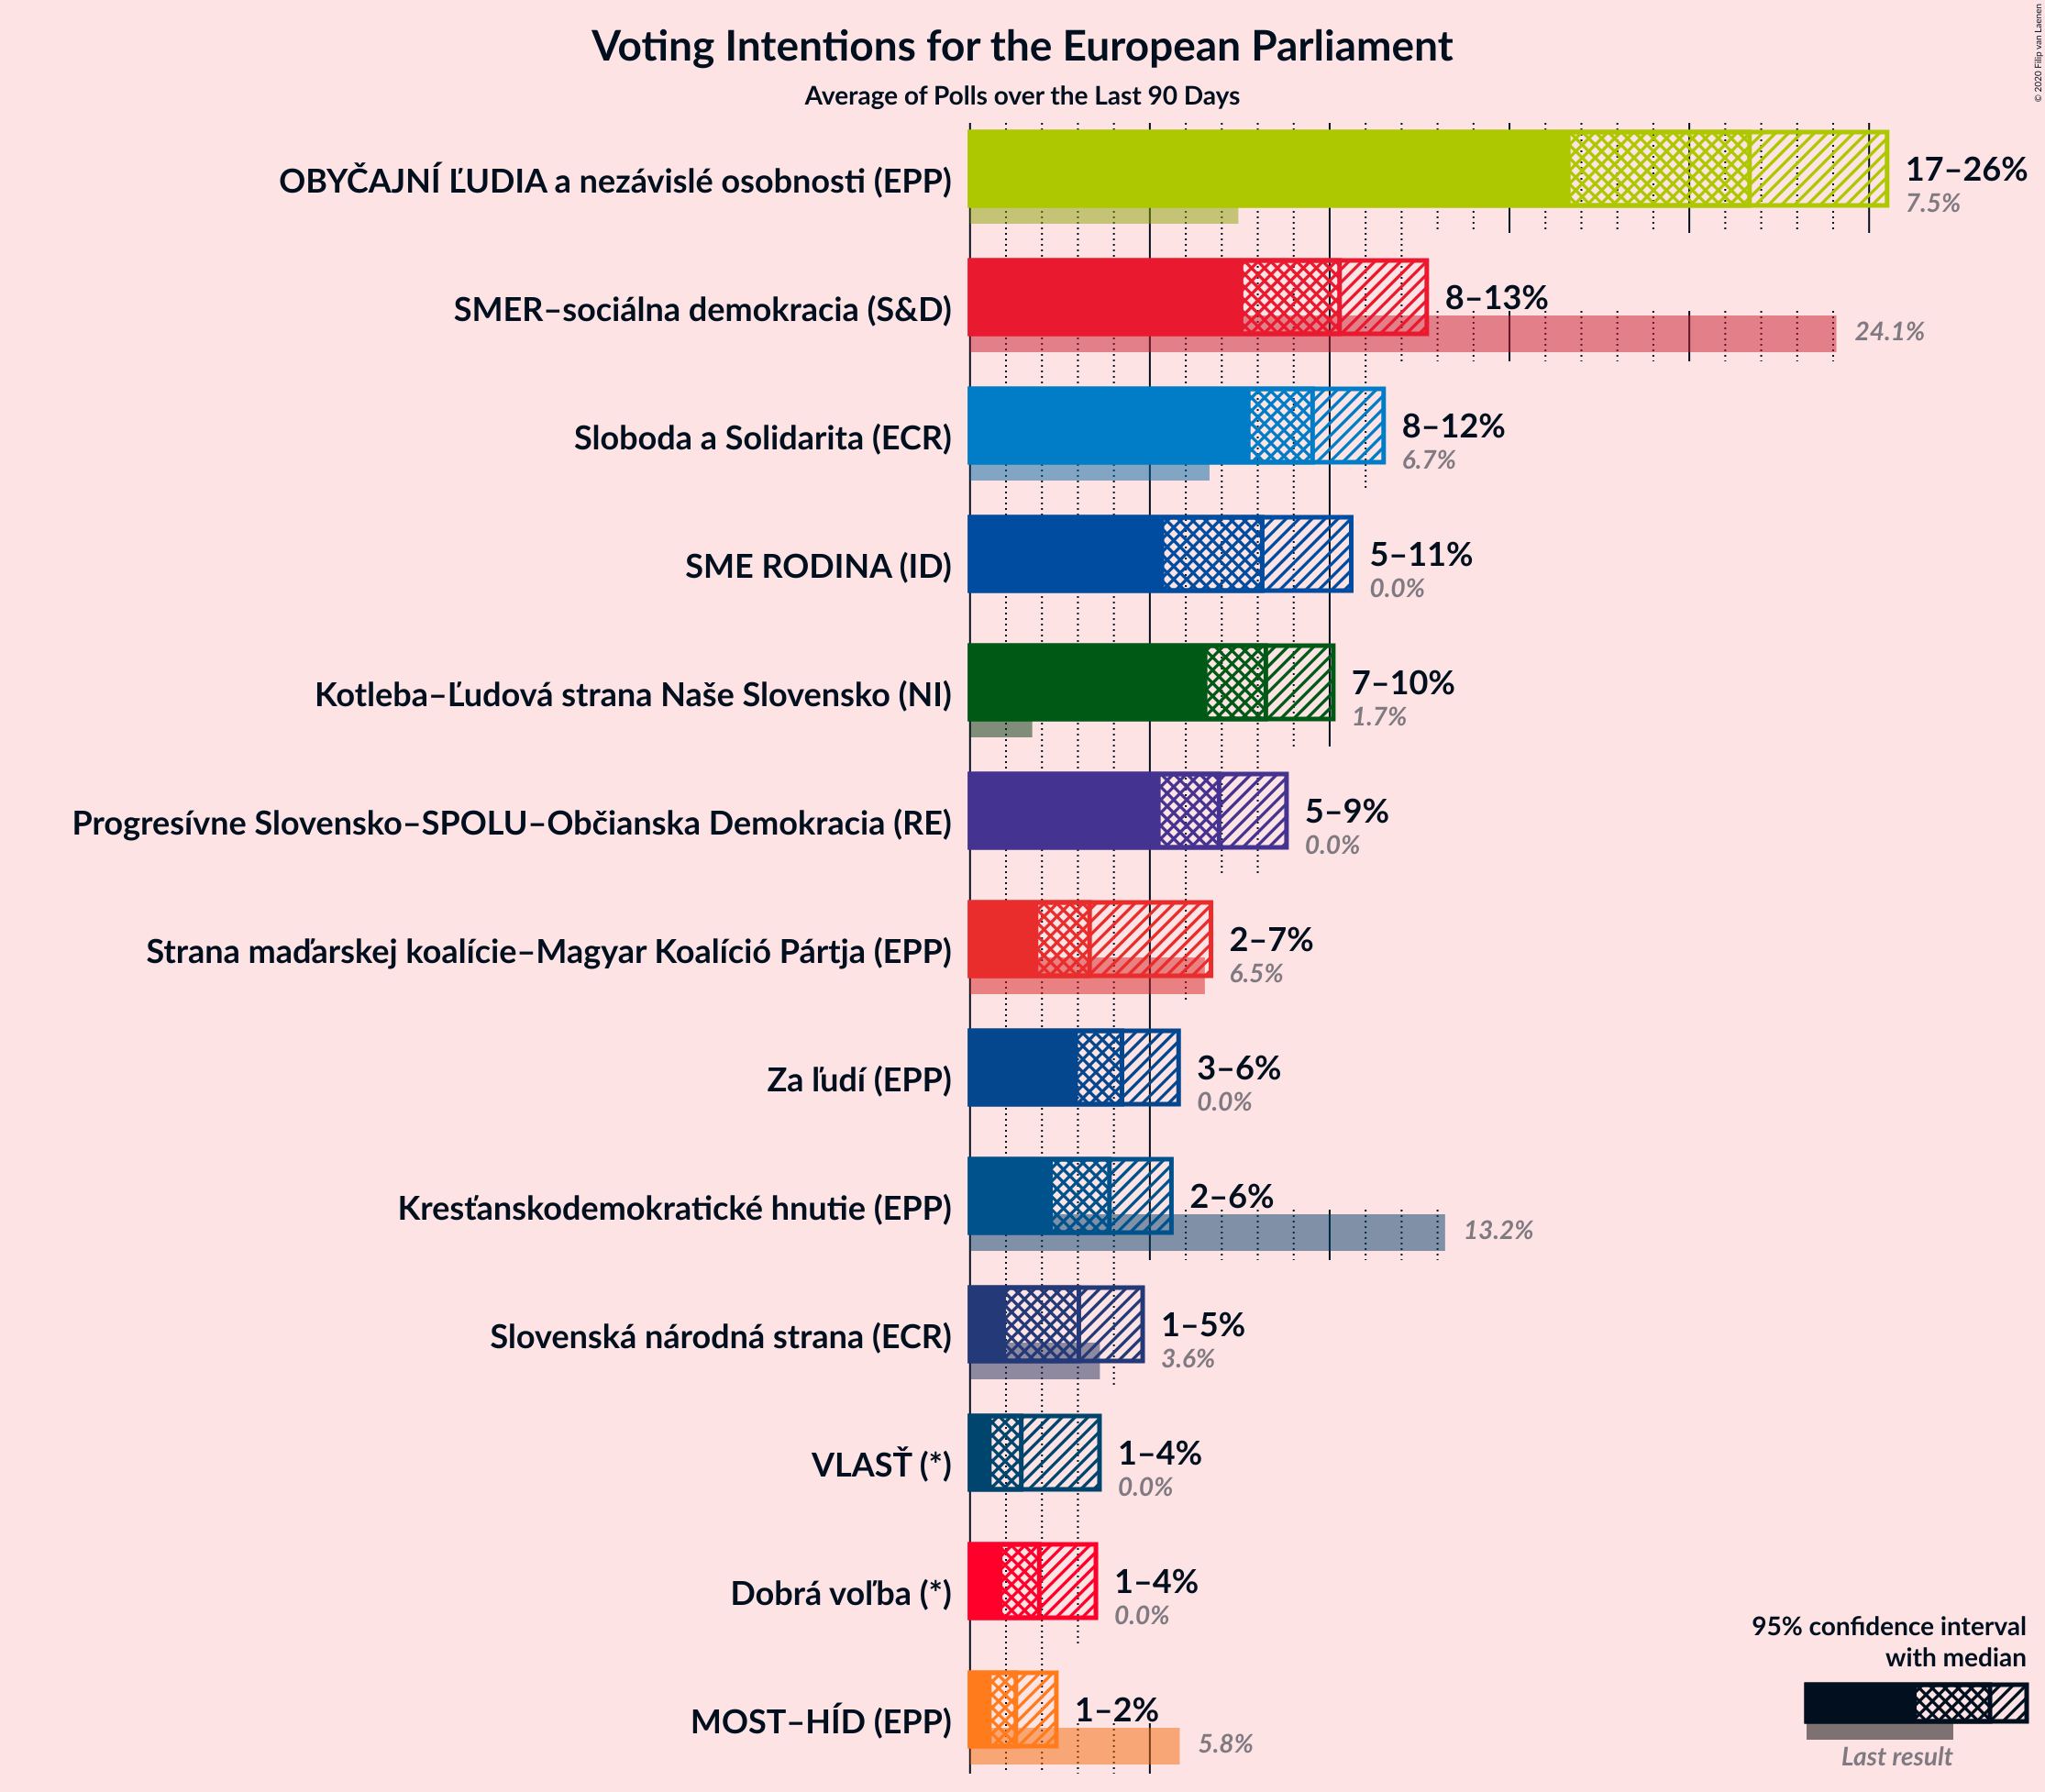 © 2020 Filip van Laenen
Voting Intentions for the European Parliament
Average of Polls over the Last 90 Days
OBYČAJNÍ ĽUDIA a nezávislé osobnosti (EPP)
17–26%
7.5%
SMER–sociálna demokracia (S&D)
8–13%
24.1%
Sloboda a Solidarita (ECR)
8–12%
6.7%
SME RODINA (ID)
5–11%
0.0%
Kotleba–Ľudová strana Naše Slovensko (NI)
7–10%
1.7%
Progresívne Slovensko–SPOLU–Občianska Demokracia (RE)
5–9%
0.0%
Strana maďarskej koalície–Magyar Koalíció Pártja (EPP)
2–7%
6.5%
Za ľudí (EPP)
3–6%
0.0%
Kresťanskodemokratické hnutie (EPP)
2–6%
13.2%
Slovenská národná strana (ECR)
1–5%
3.6%
VLASŤ (*)
1–4%
0.0%
Dobrá voľba (*)
1–4%
0.0%
MOST–HÍD (EPP)
1–2%
5.8%
95% confidence interval
with median
Last result